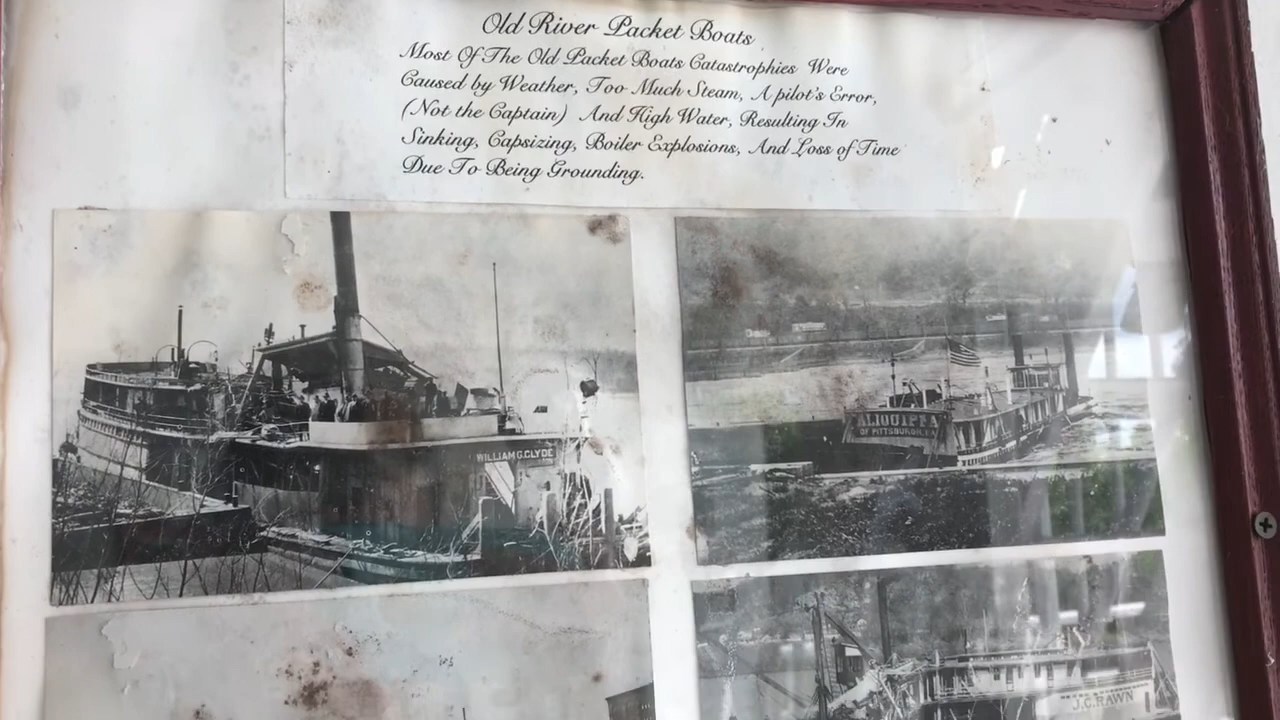 Old River Packet Boats
Most Of The Old Packet Boats Catastrophies Were
Caused by Weather, Too Much Steam, A pilot's Error,
(Not the Captain) And High Water, Resulting In
Sinking, Capsizing, Boiler Explosions, And Loss of Time
Due To Being Grounding.
WILLIAM G. CLYDE
ALIQUIPPA
OF PITTSBURGH, PA
J.C. RAWN